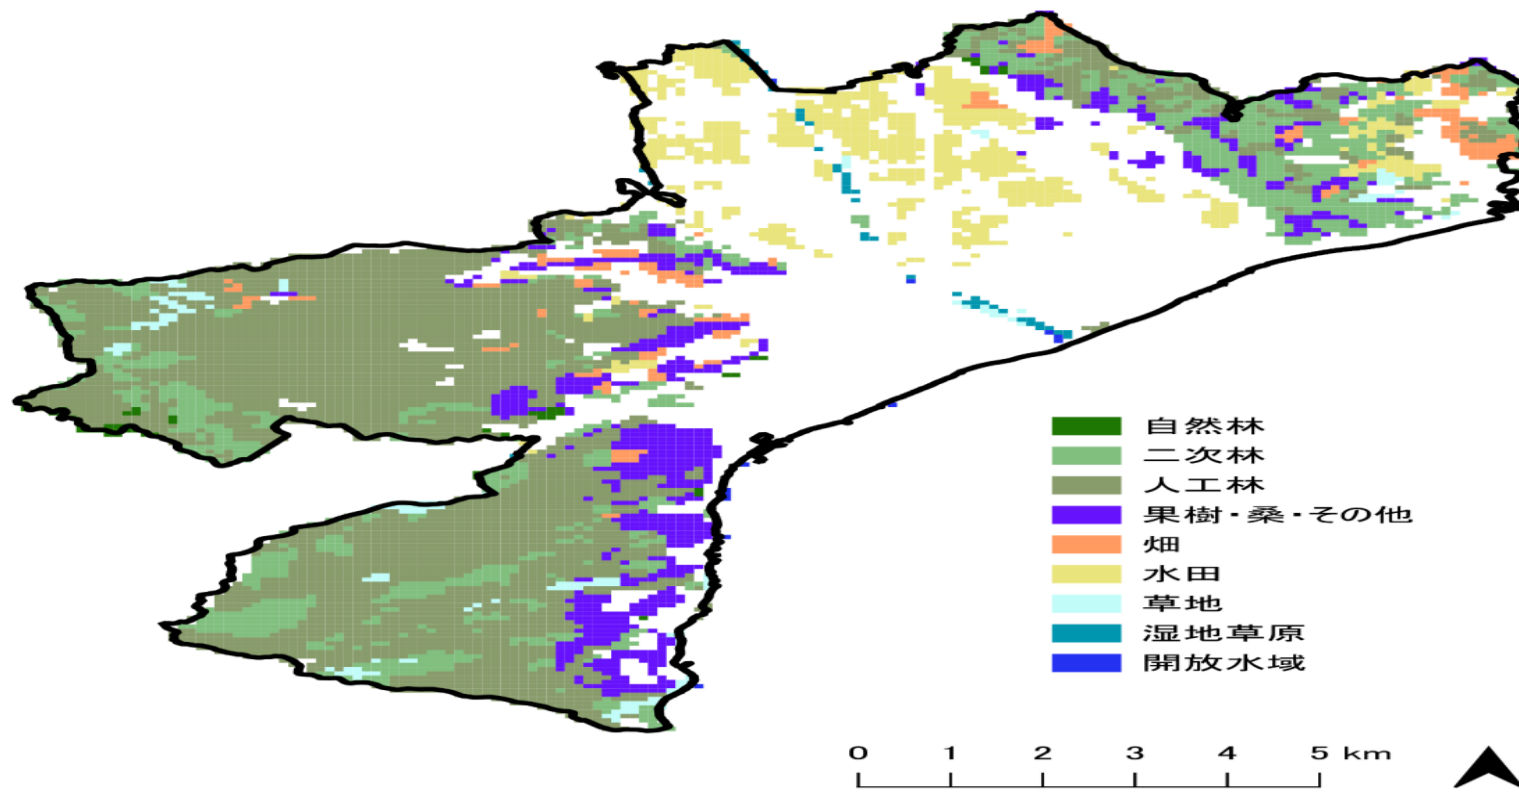 自然林
二次林
人工林
果樹・桑・その他
畑
水田
草地
湿地草原
開放水域
0 1 2 3 4 5 km